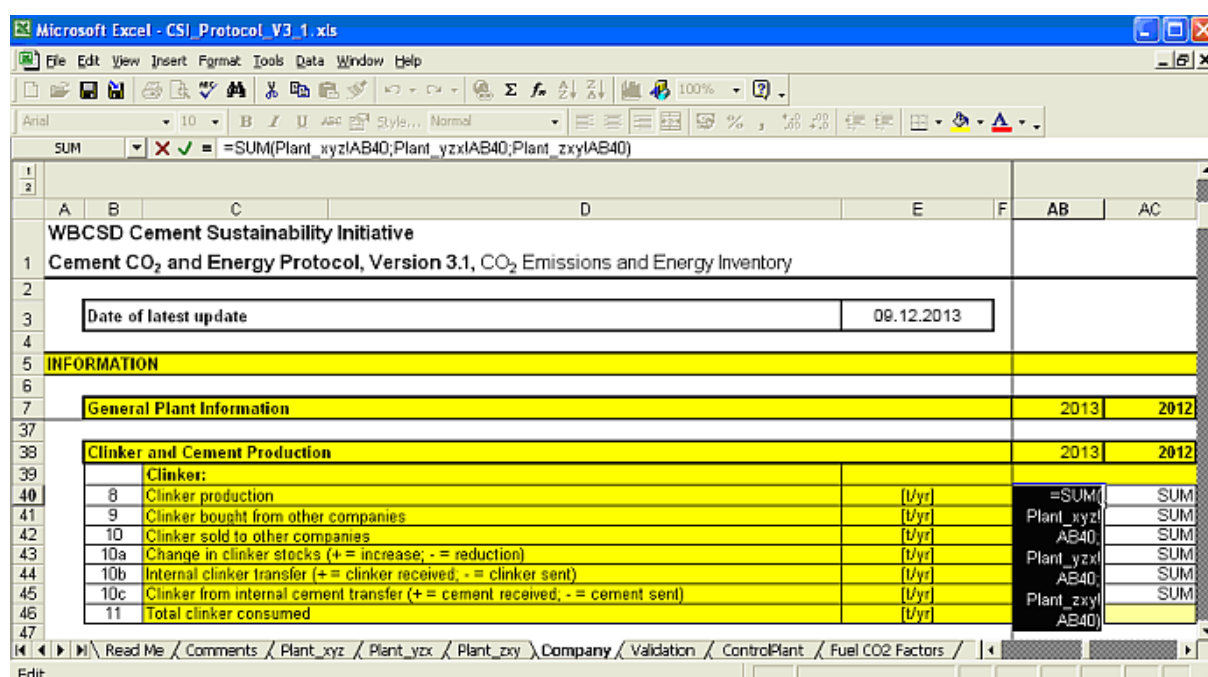 Microsoft Excel - CSI_Protocol_V3_1.xls
File Edit View Insert Format Tools Data Window Help
100%
Arial 10 B I U ABC Style... Normal
SUM =SUM(Plant_xyz!AB40;Plant_yzx!AB40;Plant_zxy!AB40)
1
2
A B C D E F AB AC
WBCSD Cement Sustainability Initiative
1 Cement CO₂ and Energy Protocol, Version 3.1, CO₂ Emissions and Energy Inventory
2
3 Date of latest update 09.12.2013
4
5 INFORMATION
6
7 General Plant Information 2013 2012
37
38 Clinker and Cement Production 2013 2012
39 Clinker:
40 8 Clinker production [t/yr] =SUM( SUM
41 9 Clinker bought from other companies [t/yr] Plant_xyz! SUM
42 10 Clinker sold to other companies [t/yr] AB40; SUM
43 10a Change in clinker stocks (+ = increase; - = reduction) [t/yr] Plant_yzx! SUM
44 10b Internal clinker transfer (+ = clinker received; - = clinker sent) [t/yr] AB40; SUM
45 10c Clinker from internal cement transfer (+ = cement received; - = cement sent) [t/yr] Plant_zxy! SUM
46 11 Total clinker consumed [t/yr] AB40)
47
Read Me / Comments / Plant_xyz / Plant_yzx / Plant_zxy \ Company / Validation / ControlPlant / Fuel CO2 Factors /
Edit